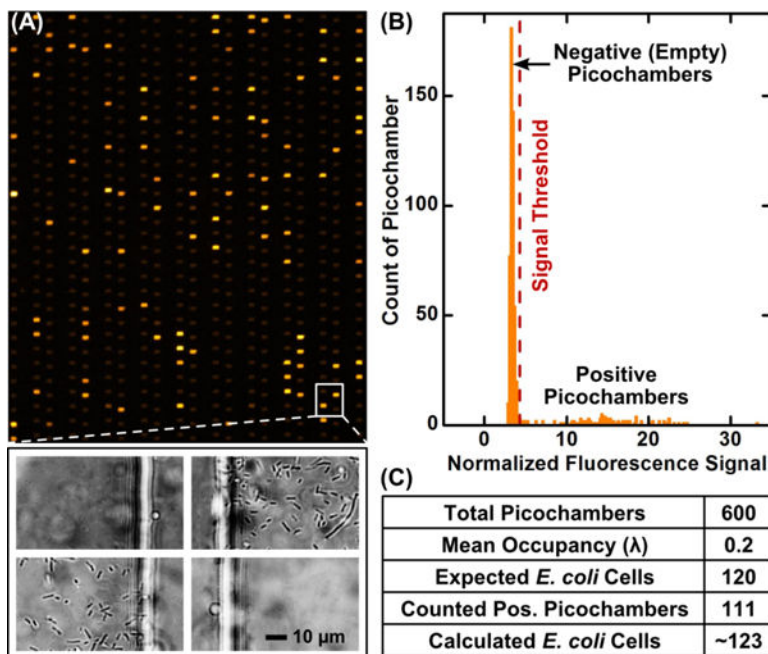 (A)
10 μm
(B)
Count of Picochamber
150
100
50
0
Negative (Empty)
Picochambers
Signal Threshold
Positive
Picochambers
0 10 20 30
Normalized Fluorescence Signal
(C)
Total Picochambers 600
Mean Occupancy (λ) 0.2
Expected E. coli Cells 120
Counted Pos. Picochambers 111
Calculated E. coli Cells ~123